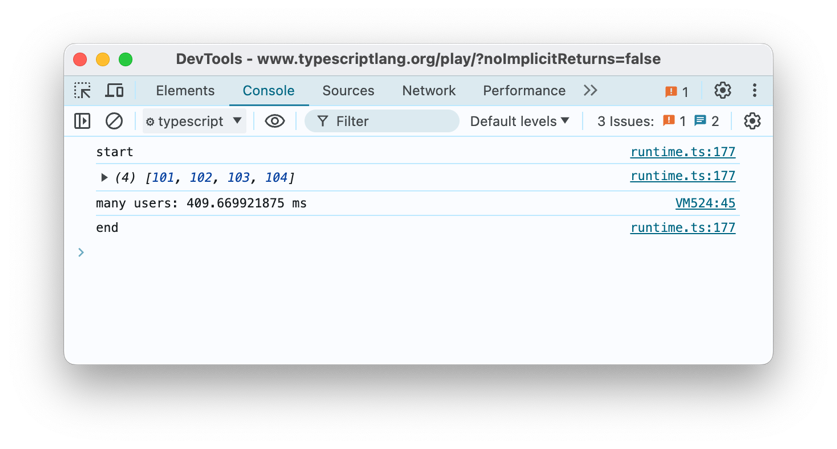 DevTools - www.typescriptlang.org/play/?noImplicitReturns=false
Elements Console Sources Network Performance 1
typescript Filter Default levels 3 Issues: 1 2
start runtime.ts:177
(4) [101, 102, 103, 104] runtime.ts:177
many users: 409.669921875 ms VM524:45
end runtime.ts:177